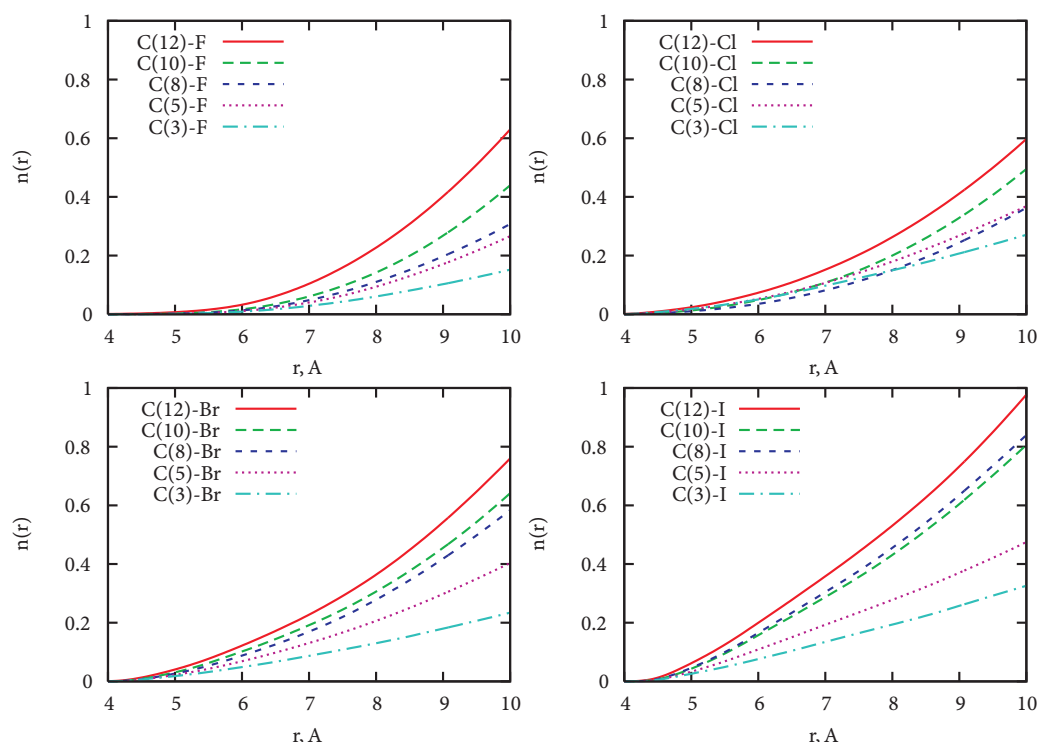 1
0.8
0.6
0.4
0.2
0
n(r)
C(12)-F
C(10)-F
C(8)-F
C(5)-F
C(3)-F
4 5 6 7 8 9 10
r, A
1
0.8
0.6
0.4
0.2
0
n(r)
C(12)-Cl
C(10)-Cl
C(8)-Cl
C(5)-Cl
C(3)-Cl
4 5 6 7 8 9 10
r, A
1
0.8
0.6
0.4
0.2
0
n(r)
C(12)-Br
C(10)-Br
C(8)-Br
C(5)-Br
C(3)-Br
4 5 6 7 8 9 10
r, A
1
0.8
0.6
0.4
0.2
0
n(r)
C(12)-I
C(10)-I
C(8)-I
C(5)-I
C(3)-I
4 5 6 7 8 9 10
r, A